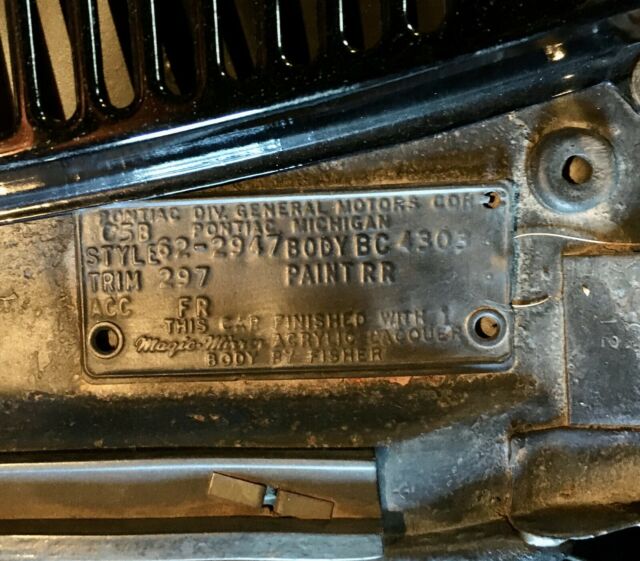 PONTIAC DIV. GENERAL MOTORS COR
C5B PONTIAC, MICHIGAN
STYLE 62-2947 BODY BC 4303
TRIM 297 PAINT RR
ACC FR
THIS CAR FINISHED WITH
Magic-Mirror ACRYLIC LACQUER
BODY BY FISHER